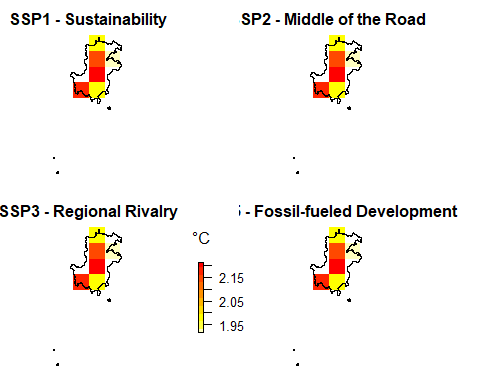 SSP1 - Sustainability
SP2 - Middle of the Road
SSP3 - Regional Rivalry
- Fossil-fueled Development
°C
2.15
2.05
1.95